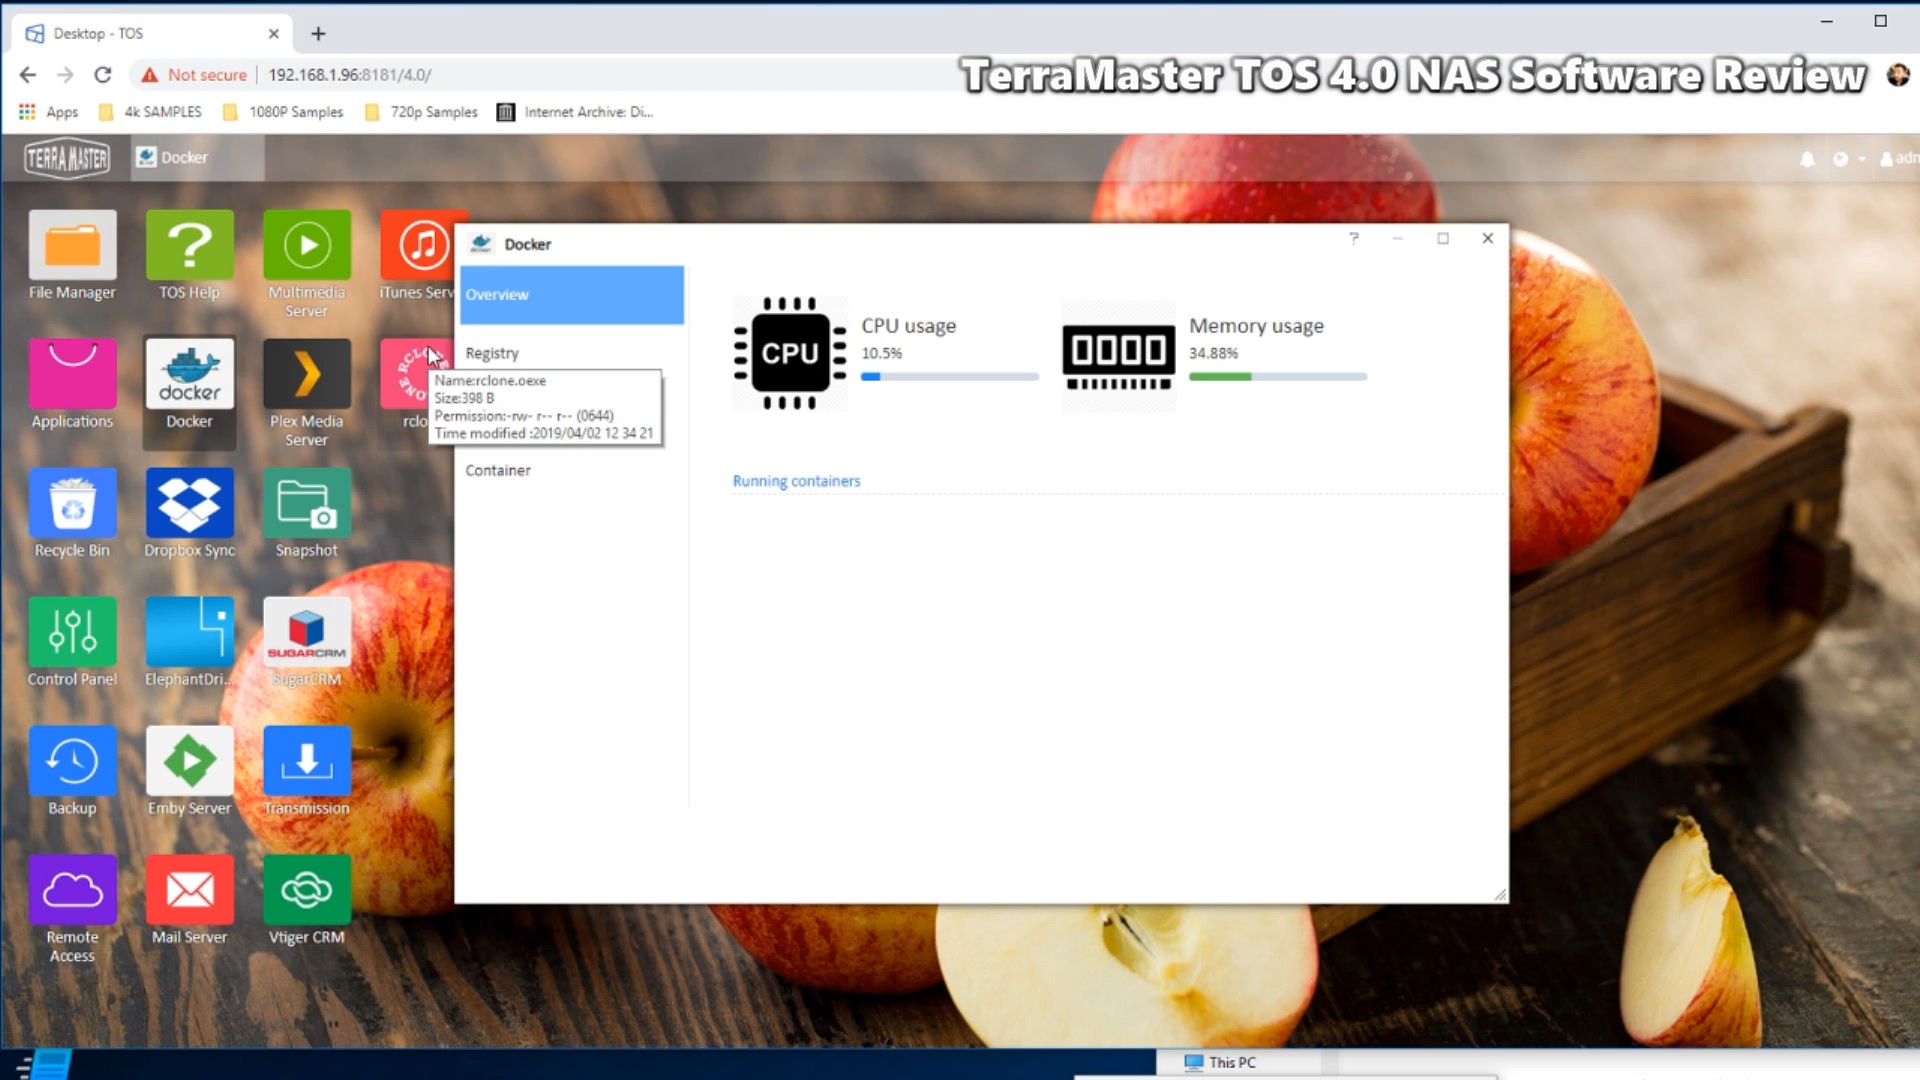 Desktop - TOS
Not secure
192.168.1.96:8181/4.0/
TerraMaster TOS 4.0 NAS Software Review
Apps
4k SAMPLES
1080P Samples
720p Samples
Internet Archive: Di...
TERRAMASTER
Docker
adm
File Manager
TOS Help
Multimedia
Server
iTunes Serv
Applications
docker
Docker
Plex Media
Server
RCLONE
rclo
Recycle Bin
Dropbox Sync
Snapshot
Control Panel
ElephantDri...
SUGARCRM
SugarCRM
Backup
Emby Server
Transmission
Remote
Access
Mail Server
Vtiger CRM
Docker
?
Overview
Registry
Name:rclone.oexe
Size:398 B
Permission:-rw- r-- r-- (0644)
Time modified :2019/04/02 12 34 21
Container
CPU
CPU usage
10.5%
Memory usage
34.88%
Running containers
This PC